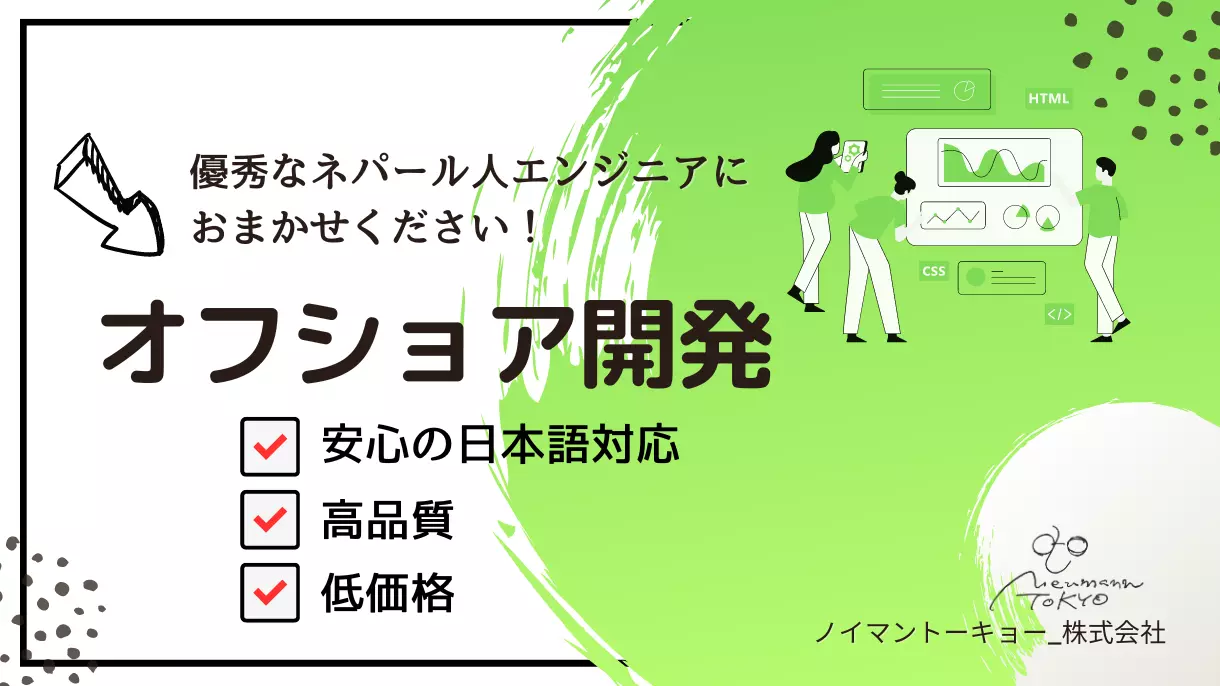 優秀なネパール人エンジニアに
おまかせください！
オフショア開発
安心の日本語対応
高品質
低価格
HTML
CSS
</>
Neumann
TOKYO
ノイマントーキョー_株式会社